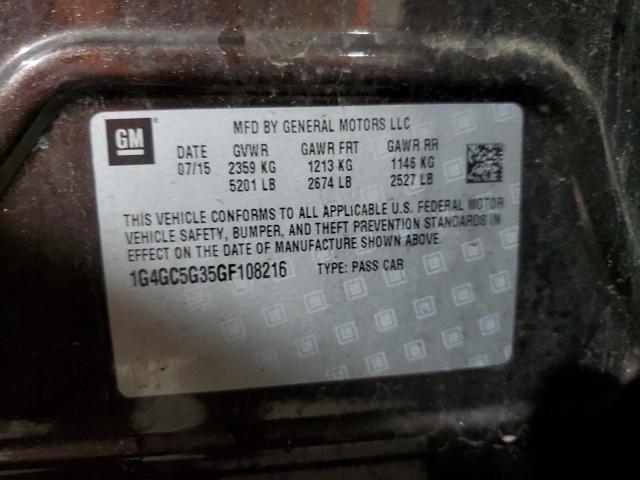 GM
MFD BY GENERAL MOTORS LLC
DATE GVWR GAWR FRT GAWR RR
07/15 2359 KG 1213 KG 1146 KG
5201 LB 2674 LB 2527 LB
THIS VEHICLE CONFORMS TO ALL APPLICABLE U.S. FEDERAL MOTOR
VEHICLE SAFETY, BUMPER, AND THEFT PREVENTION STANDARDS IN
EFFECT ON THE DATE OF MANUFACTURE SHOWN ABOVE.
1G4GC5G35GF108216 TYPE: PASS CAR